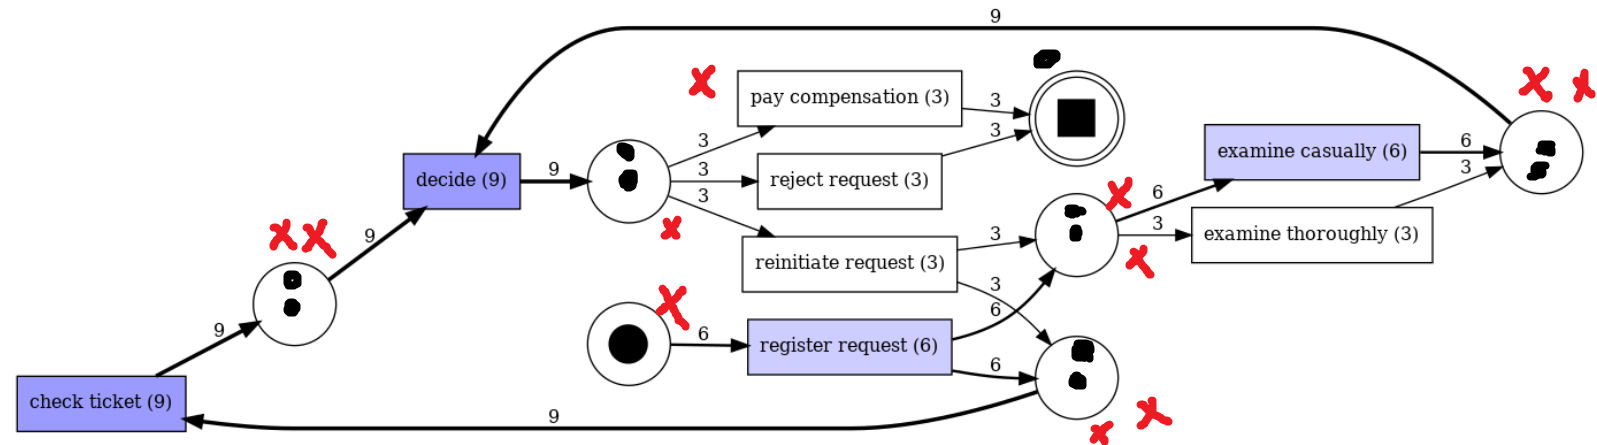 9
pay compensation (3)
3
3
3
reject request (3)
3
3
decide (9)
9
examine casually (6)
6
3
6
3
examine thoroughly (3)
9
reinitiate request (3)
3
3
6
9
6
register request (6)
6
check ticket (9)
9